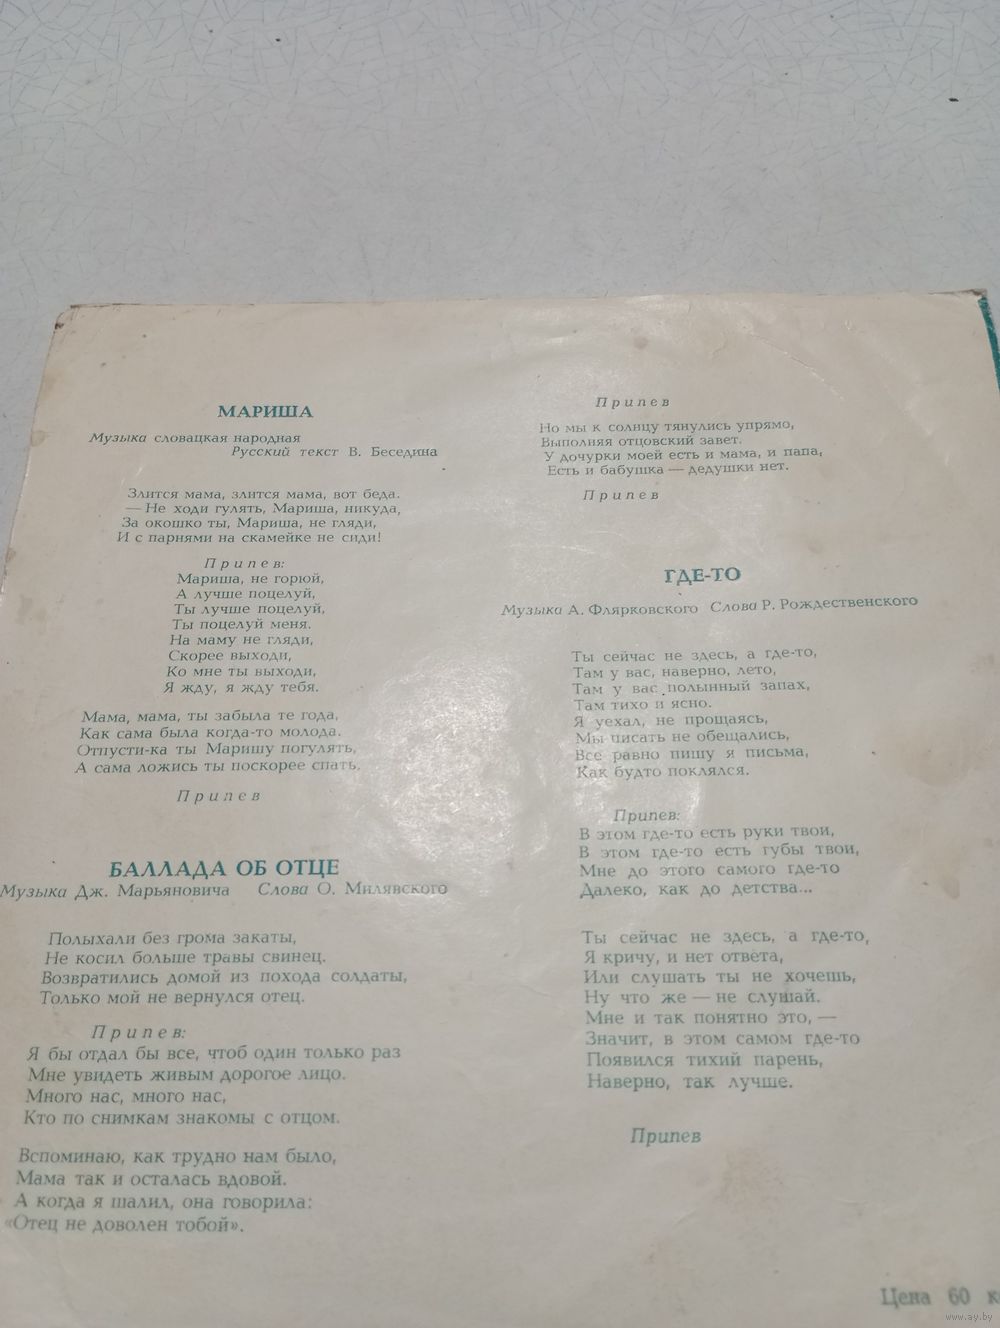 МАРИША
Музыка словацкая народная
Русский текст В. Беседина
Злится мама, злится мама, вот беда.
— Не ходи гулять, Мариша, никуда,
За окошко ты, Мариша, не гляди,
И с парнями на скамейке не сиди!
Припев:
Мариша, не горюй,
А лучше поцелуй,
Ты лучше поцелуй,
Ты поцелуй меня.
На маму не гляди,
Скорее выходи,
Ко мне ты выходи,
Я жду, я жду тебя.
Мама, мама, ты забыла те года,
Как сама была когда-то молода.
Отпусти-ка ты Маришу погулять,
А сама ложись ты поскорее спать.
Припев
БАЛЛАДА ОБ ОТЦЕ
Музыка Дж. Марьяновича Слова О. Милявского
Полыхали без грома закаты,
Не косил больше травы свинец.
Возвратились домой из похода солдаты,
Только мой не вернулся отец.
Припев:
Я бы отдал бы все, чтоб один только раз
Мне увидеть живым дорогое лицо.
Много нас, много нас,
Кто по снимкам знакомы с отцом.
Вспоминаю, как трудно нам было,
Мама так и осталась вдовой.
А когда я шалил, она говорила:
«Отец не доволен тобой».
Припев
Но мы к солнцу тянулись упрямо,
Выполняя отцовский завет.
У дочурки моей есть и мама, и папа,
Есть и бабушка — дедушки нет.
Припев
ГДЕ-ТО
Музыка А. Флярковского Слова Р. Рождественского
Ты сейчас не здесь, а где-то,
Там у вас, наверно, лето,
Там у вас полынный запах,
Там тихо и ясно.
Я уехал, не прощаясь,
Мы писать не обещались,
Все равно пишу я письма,
Как будто поклялся.
Припев:
В этом где-то есть руки твои,
В этом где-то есть губы твои,
Мне до этого самого где-то
Далеко, как до детства...
Ты сейчас не здесь, а где-то,
Я кричу, и нет ответа,
Или слушать ты не хочешь,
Ну что же — не слушай.
Мне и так понятно это, —
Значит, в этом самом где-то
Появился тихий парень,
Наверно, так лучше.
Припев
Цена 60 к
www.ay.by